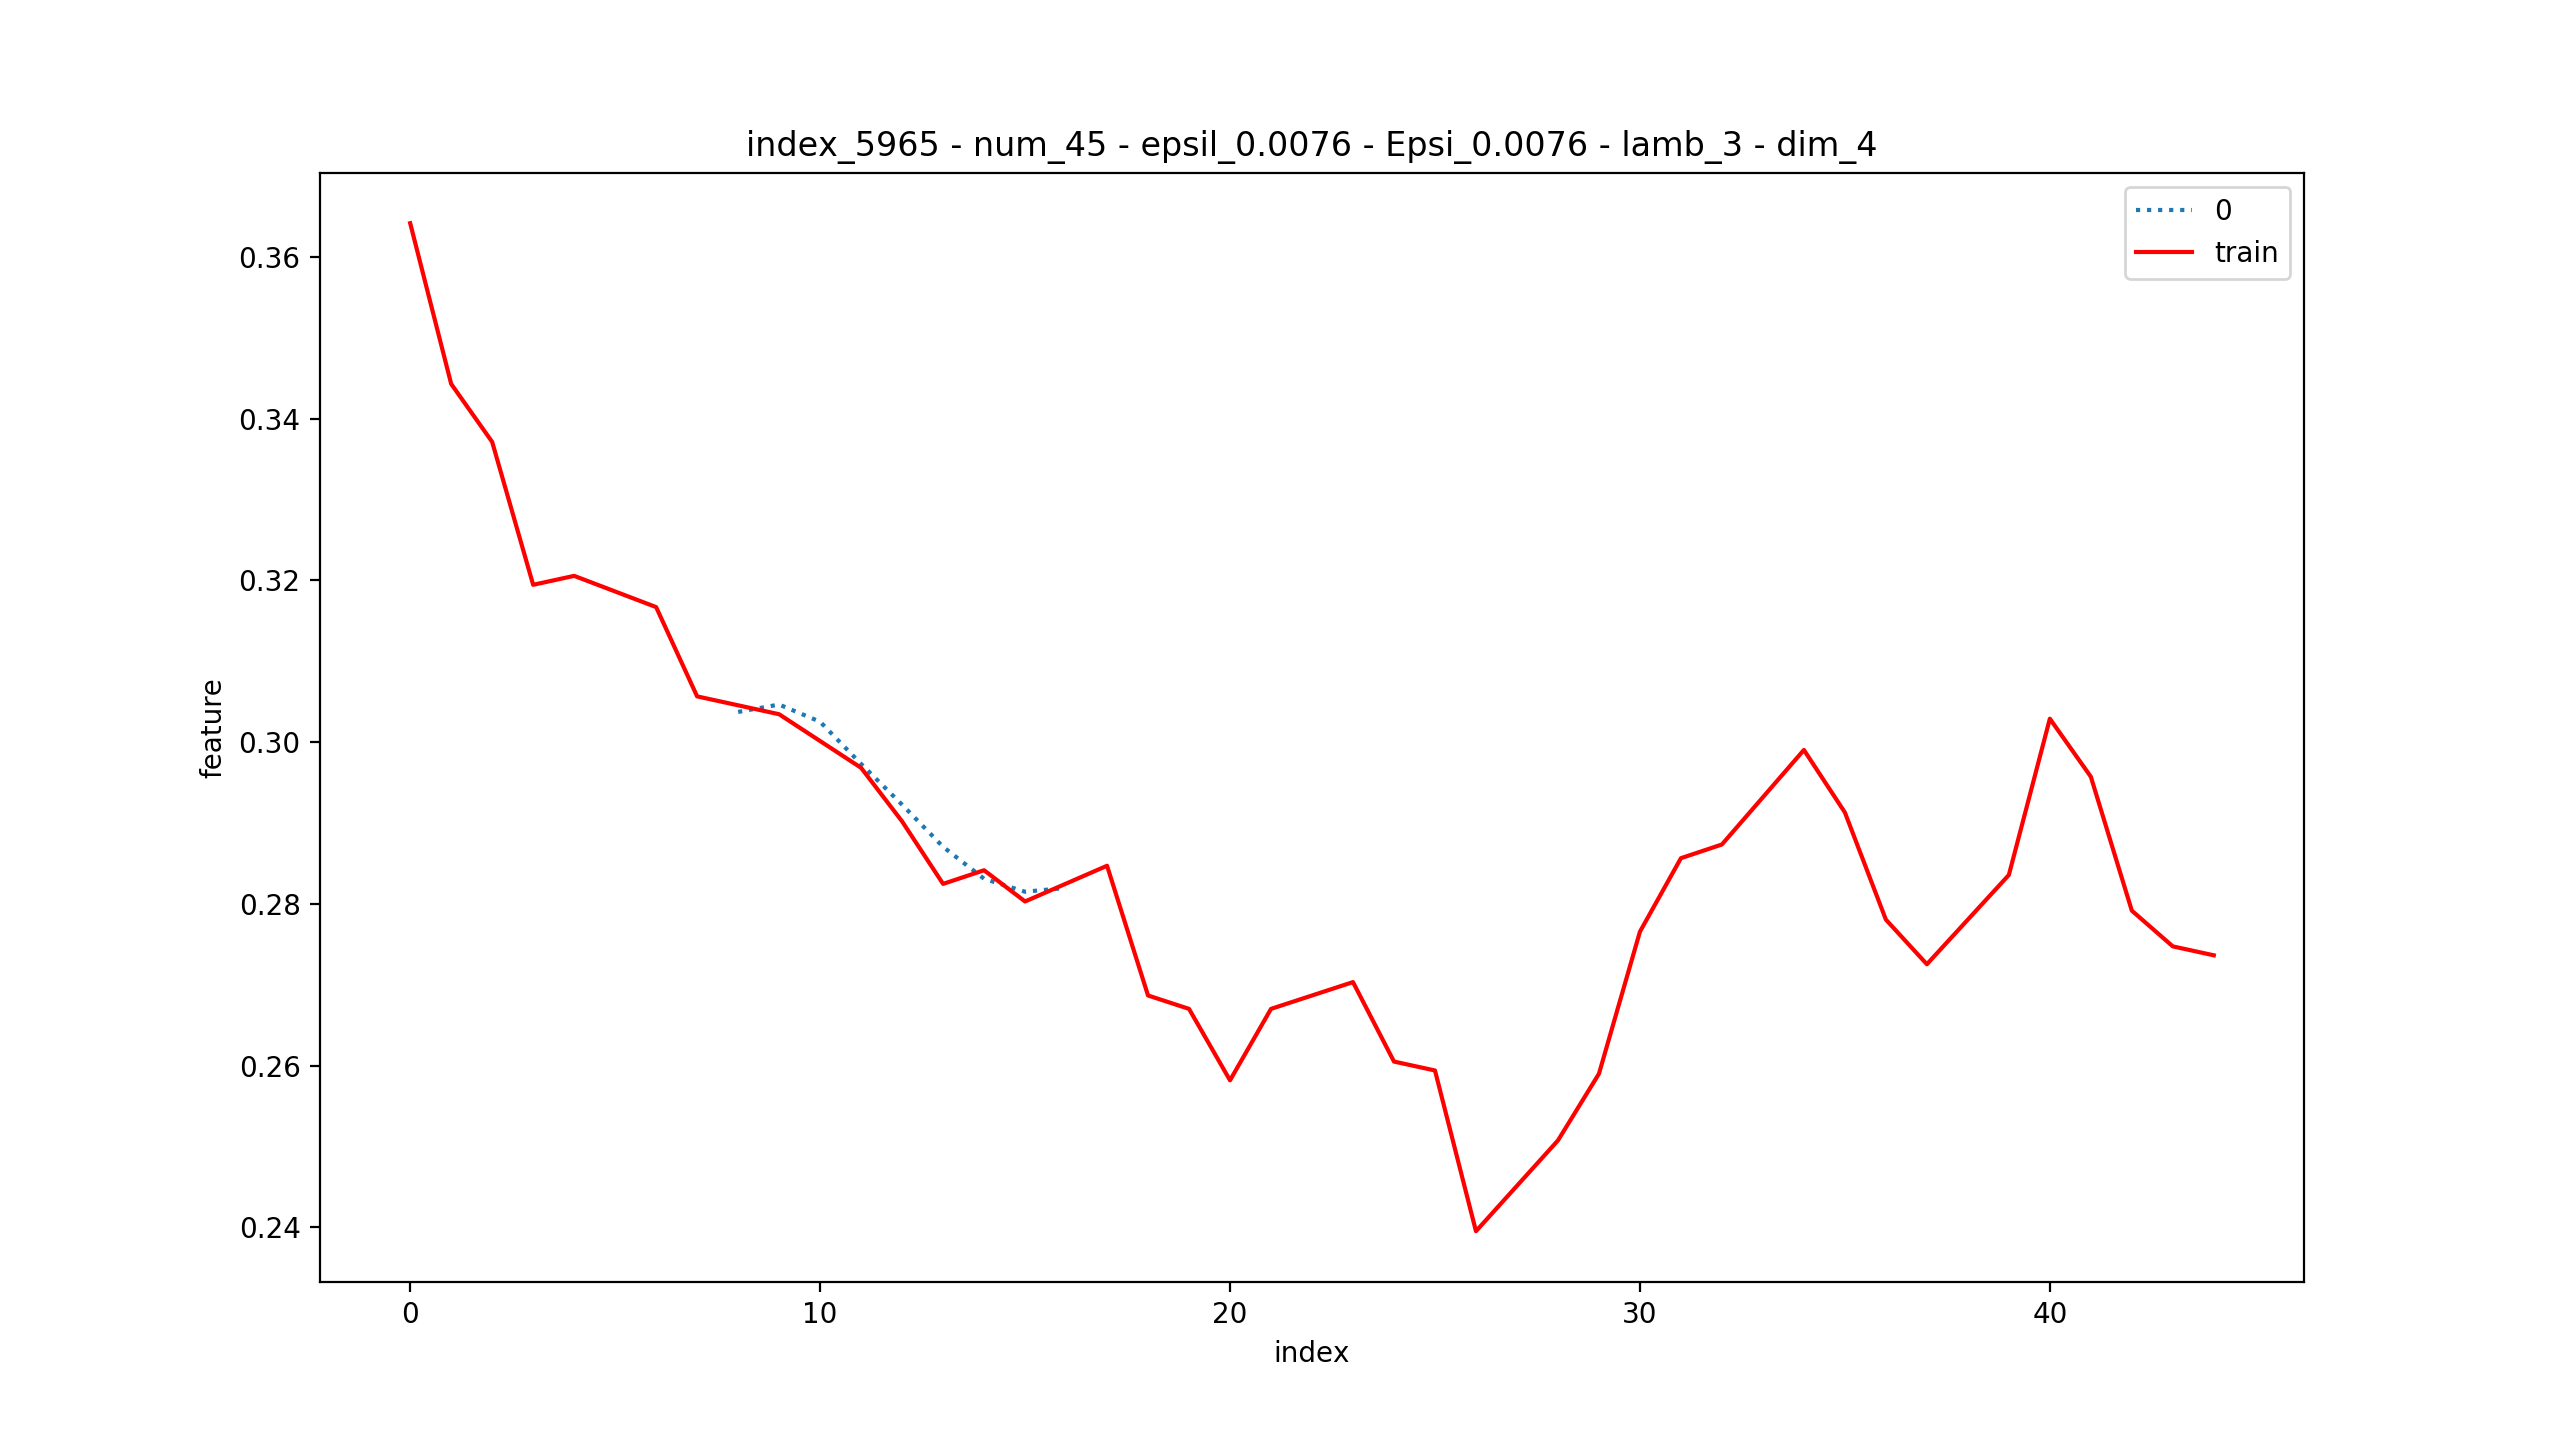 index_5965 - num_45 - epsil_0.0076 - Epsi_0.0076 - lamb_3 - dim_4
0
train
0.36
0.34
0.32
0.30
0.28
0.26
0.24
feature
0 10 20 30 40
index